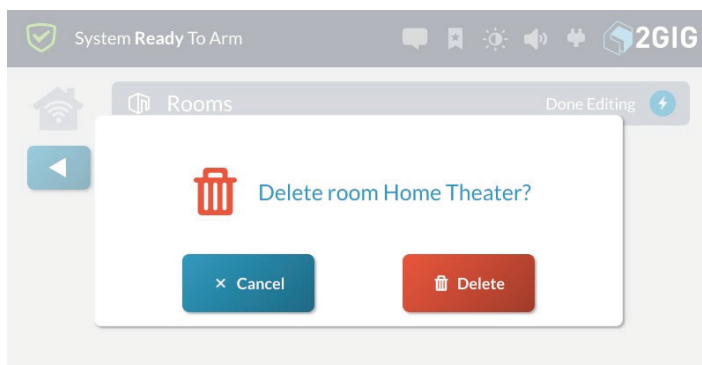 System Ready To Arm
2GIG
Rooms
Done Editing
Delete room Home Theater?
× Cancel
Delete